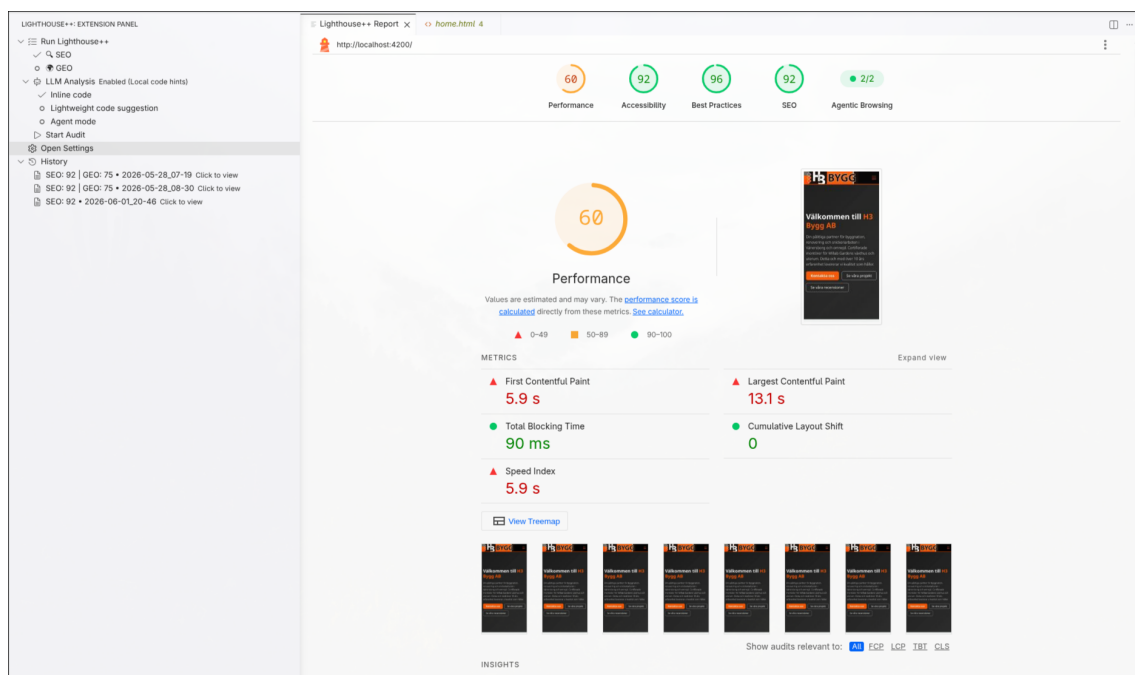 LIGHTHOUSE++: EXTENSION PANEL
Run Lighthouse++
SEO
GEO
LLM Analysis Enabled (Local code hints)
Inline code
Lightweight code suggestion
Agent mode
Start Audit
Open Settings
History
SEO: 92 | GEO: 75 • 2026-05-28_07-19 Click to view
SEO: 92 | GEO: 75 • 2026-05-28_08-30 Click to view
SEO: 92 • 2026-06-01_20-46 Click to view
Lighthouse++ Report
home.html 4
http://localhost:4200/
60
92
96
92
2/2
Performance
Accessibility
Best Practices
SEO
Agentic Browsing
60
Performance
Values are estimated and may vary. The performance score is
calculated directly from these metrics. See calculator.
0–49
50–89
90–100
H3 BYGG
Välkommen till H3
Bygg AB
METRICS
Expand view
First Contentful Paint
5.9 s
Largest Contentful Paint
13.1 s
Total Blocking Time
90 ms
Cumulative Layout Shift
0
Speed Index
5.9 s
View Treemap
Show audits relevant to: All FCP LCP TBT CLS
INSIGHTS